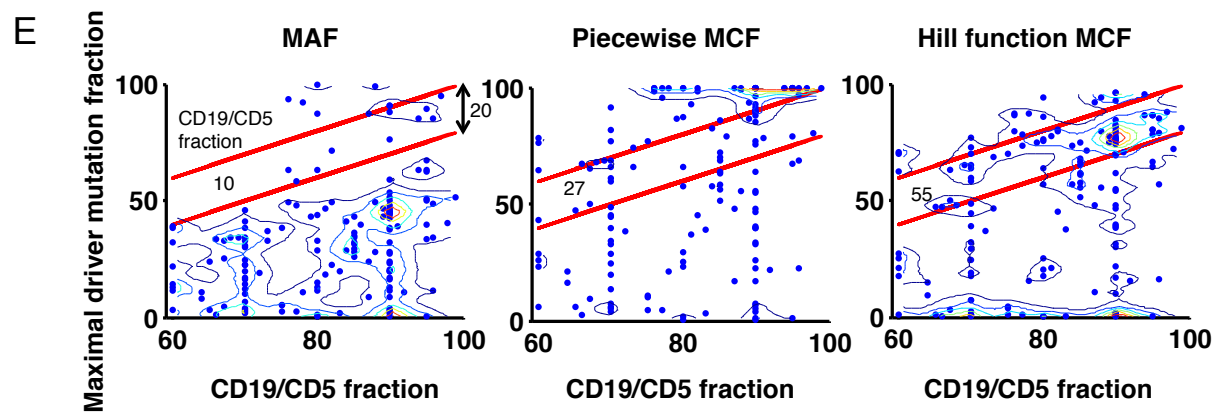 E
MAF
Piecewise MCF
Hill function MCF
Maximal driver mutation fraction
100
50
0
CD19/CD5
fraction
10
20
60
80
100
CD19/CD5 fraction
100
50
0
27
60
80
100
CD19/CD5 fraction
100
50
0
55
60
80
100
CD19/CD5 fraction